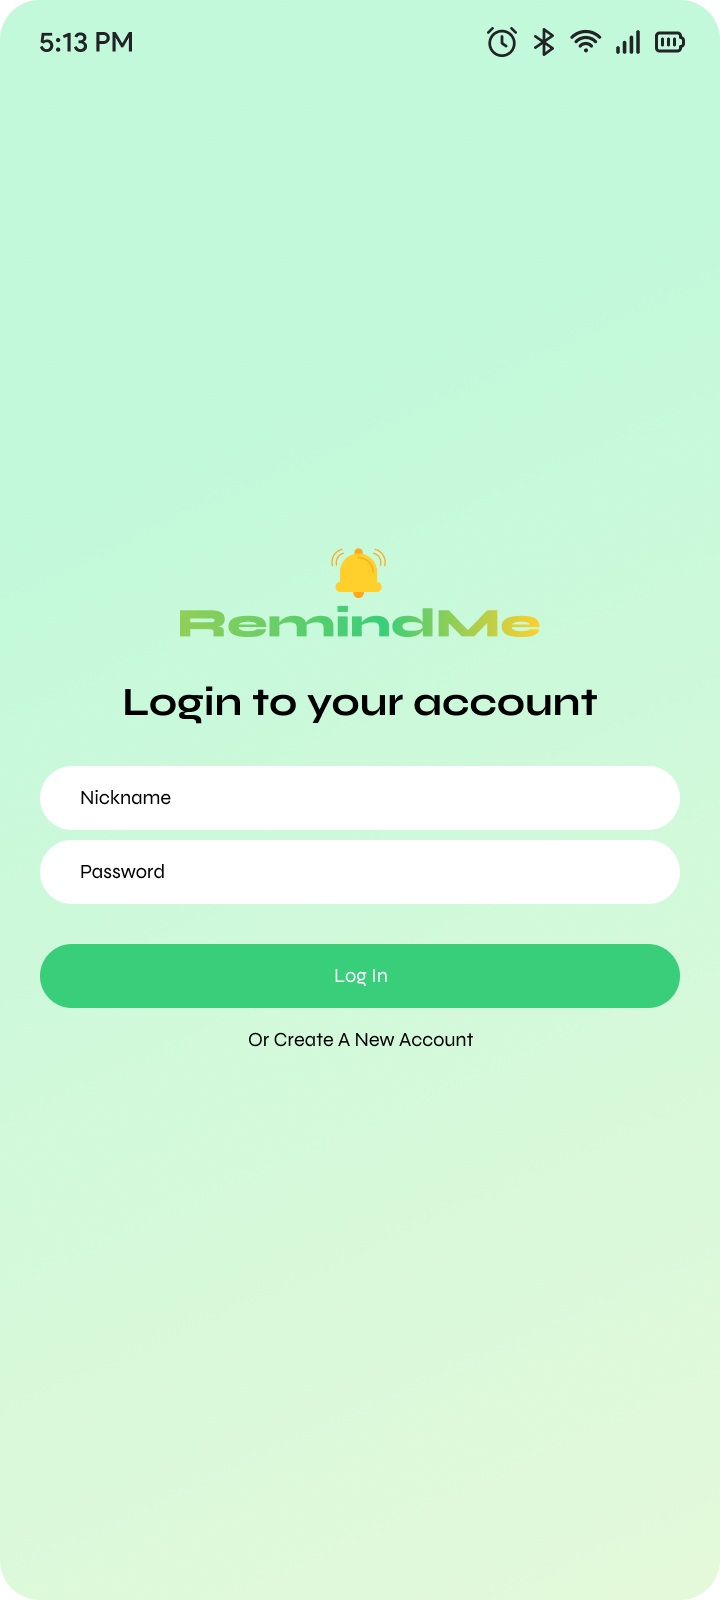 5:13 PM
RemindMe
Login to your account
Nickname
Password
Log In
Or Create A New Account